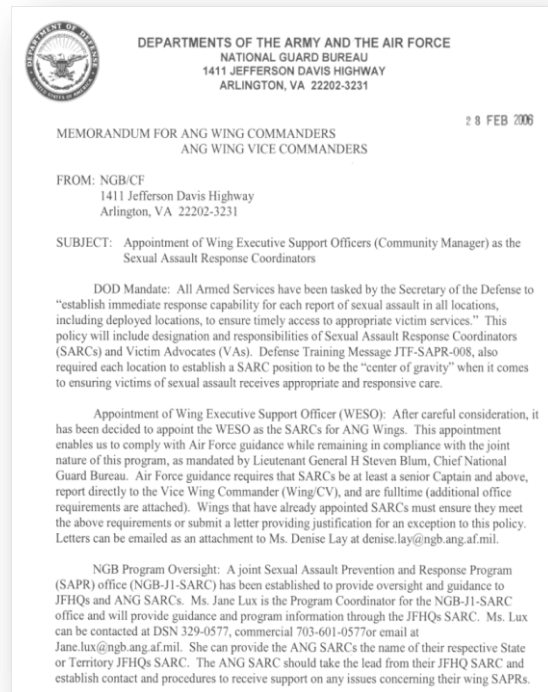 DEPARTMENT OF DEFENSE
UNITED STATES OF AMERICA
DEPARTMENTS OF THE ARMY AND THE AIR FORCE
NATIONAL GUARD BUREAU
1411 JEFFERSON DAVIS HIGHWAY
ARLINGTON, VA 22202-3231
28 FEB 2006
MEMORANDUM FOR ANG WING COMMANDERS
ANG WING VICE COMMANDERS
FROM: NGB/CF
1411 Jefferson Davis Highway
Arlington, VA 22202-3231
SUBJECT: Appointment of Wing Executive Support Officers (Community Manager) as the
Sexual Assault Response Coordinators
DOD Mandate: All Armed Services have been tasked by the Secretary of the Defense to
“establish immediate response capability for each report of sexual assault in all locations,
including deployed locations, to ensure timely access to appropriate victim services.” This
policy will include designation and responsibilities of Sexual Assault Response Coordinators
(SARCs) and Victim Advocates (VAs). Defense Training Message JTF-SAPR-008, also
required each location to establish a SARC position to be the “center of gravity” when it comes
to ensuring victims of sexual assault receives appropriate and responsive care.
Appointment of Wing Executive Support Officer (WESO): After careful consideration, it
has been decided to appoint the WESO as the SARCs for ANG Wings. This appointment
enables us to comply with Air Force guidance while remaining in compliance with the joint
nature of this program, as mandated by Lieutenant General H Steven Blum, Chief National
Guard Bureau. Air Force guidance requires that SARCs be at least a senior Captain and above,
report directly to the Vice Wing Commander (Wing/CV), and are fulltime (additional office
requirements are attached). Wings that have already appointed SARCs must ensure they meet
the above requirements or submit a letter providing justification for an exception to this policy.
Letters can be emailed as an attachment to Ms. Denise Lay at denise.lay@ngb.ang.af.mil.
NGB Program Oversight: A joint Sexual Assault Prevention and Response Program
(SAPR) office (NGB-J1-SARC) has been established to provide oversight and guidance to
JFHQs and ANG SARCs. Ms. Jane Lux is the Program Coordinator for the NGB-J1-SARC
office and will provide guidance and program information through the JFHQs SARC. Ms. Lux
can be contacted at DSN 329-0577, commercial 703-601-0577or email at
Jane.lux@ngb.ang.af.mil. She can provide the ANG SARCs the name of their respective State
or Territory JFHQs SARC. The ANG SARC should take the lead from their JFHQ SARC and
establish contact and procedures to receive support on any issues concerning their wing SAPRs.